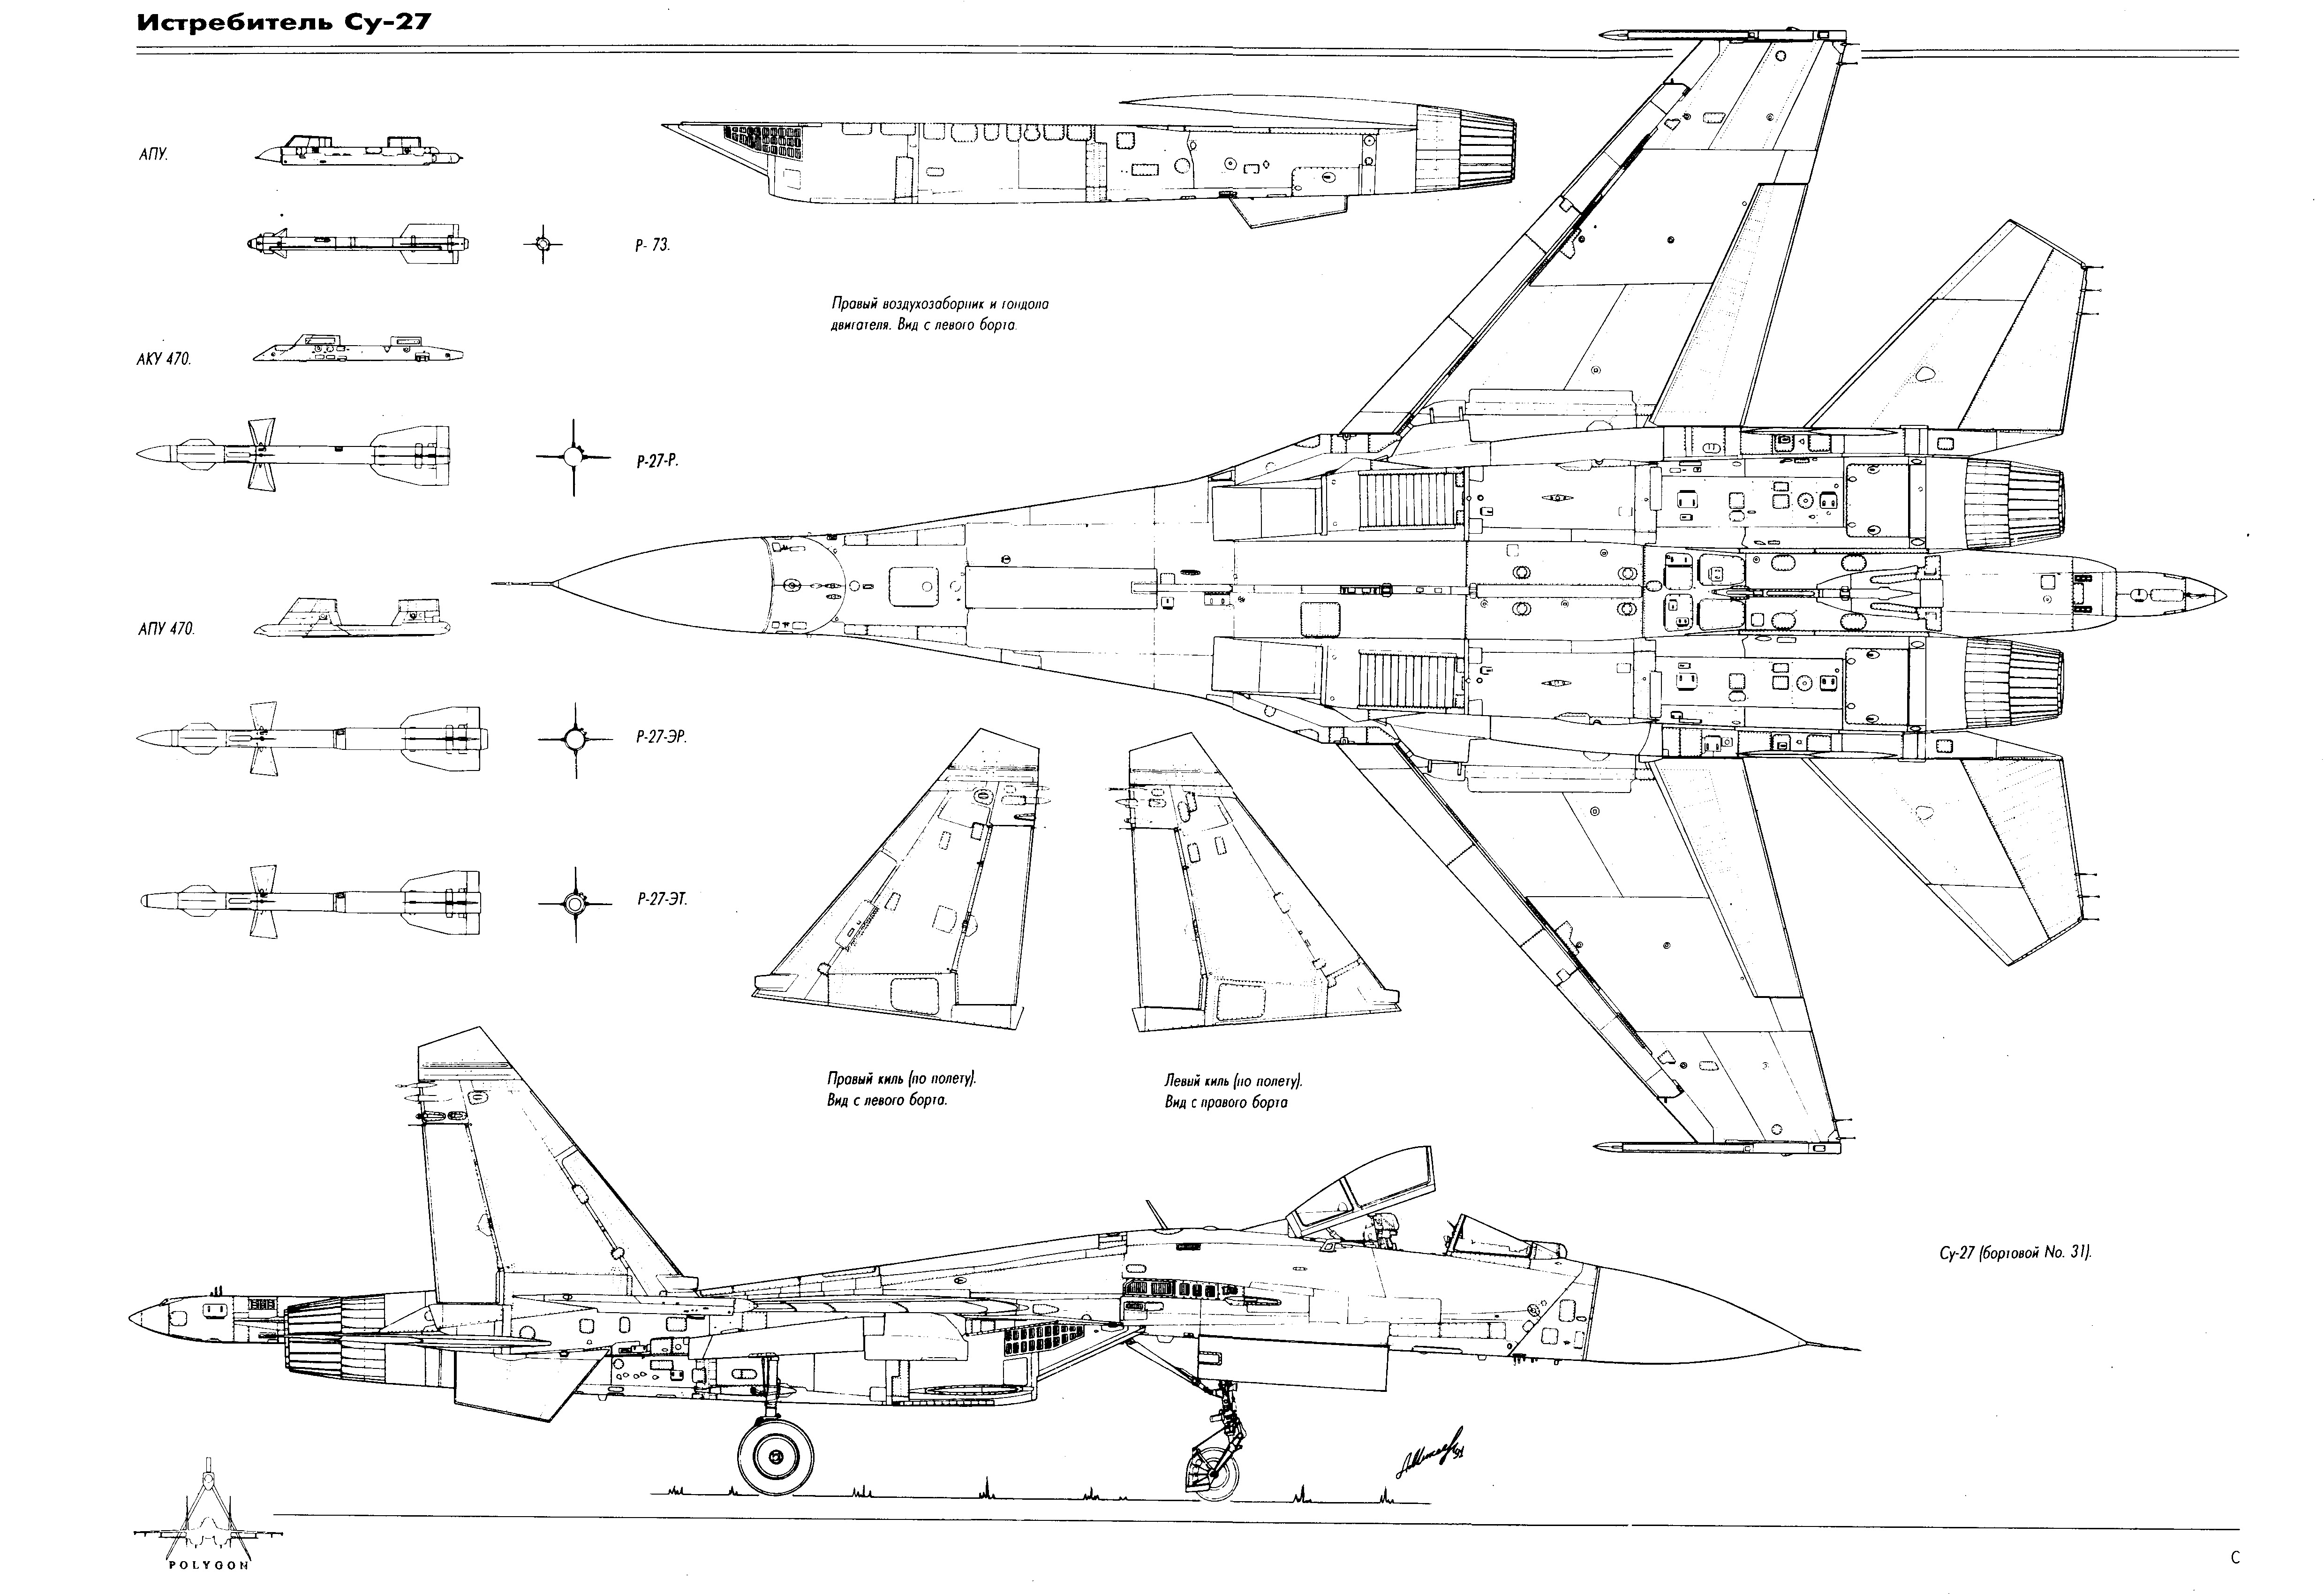 Истребитель Су-27
АПУ.
Р- 73.
Правый воздухозаборник и гондола
двигателя. Вид с левого борта.
АКУ 470.
Р-27-Р.
АПУ 470.
Р-27-ЭР.
Р-27-ЭТ.
Правый киль (по полету).
Вид с левого борта.
Левый киль (по полету).
Вид с правого борта
Су-27 (бортовой No. 31).
POLYGON
С